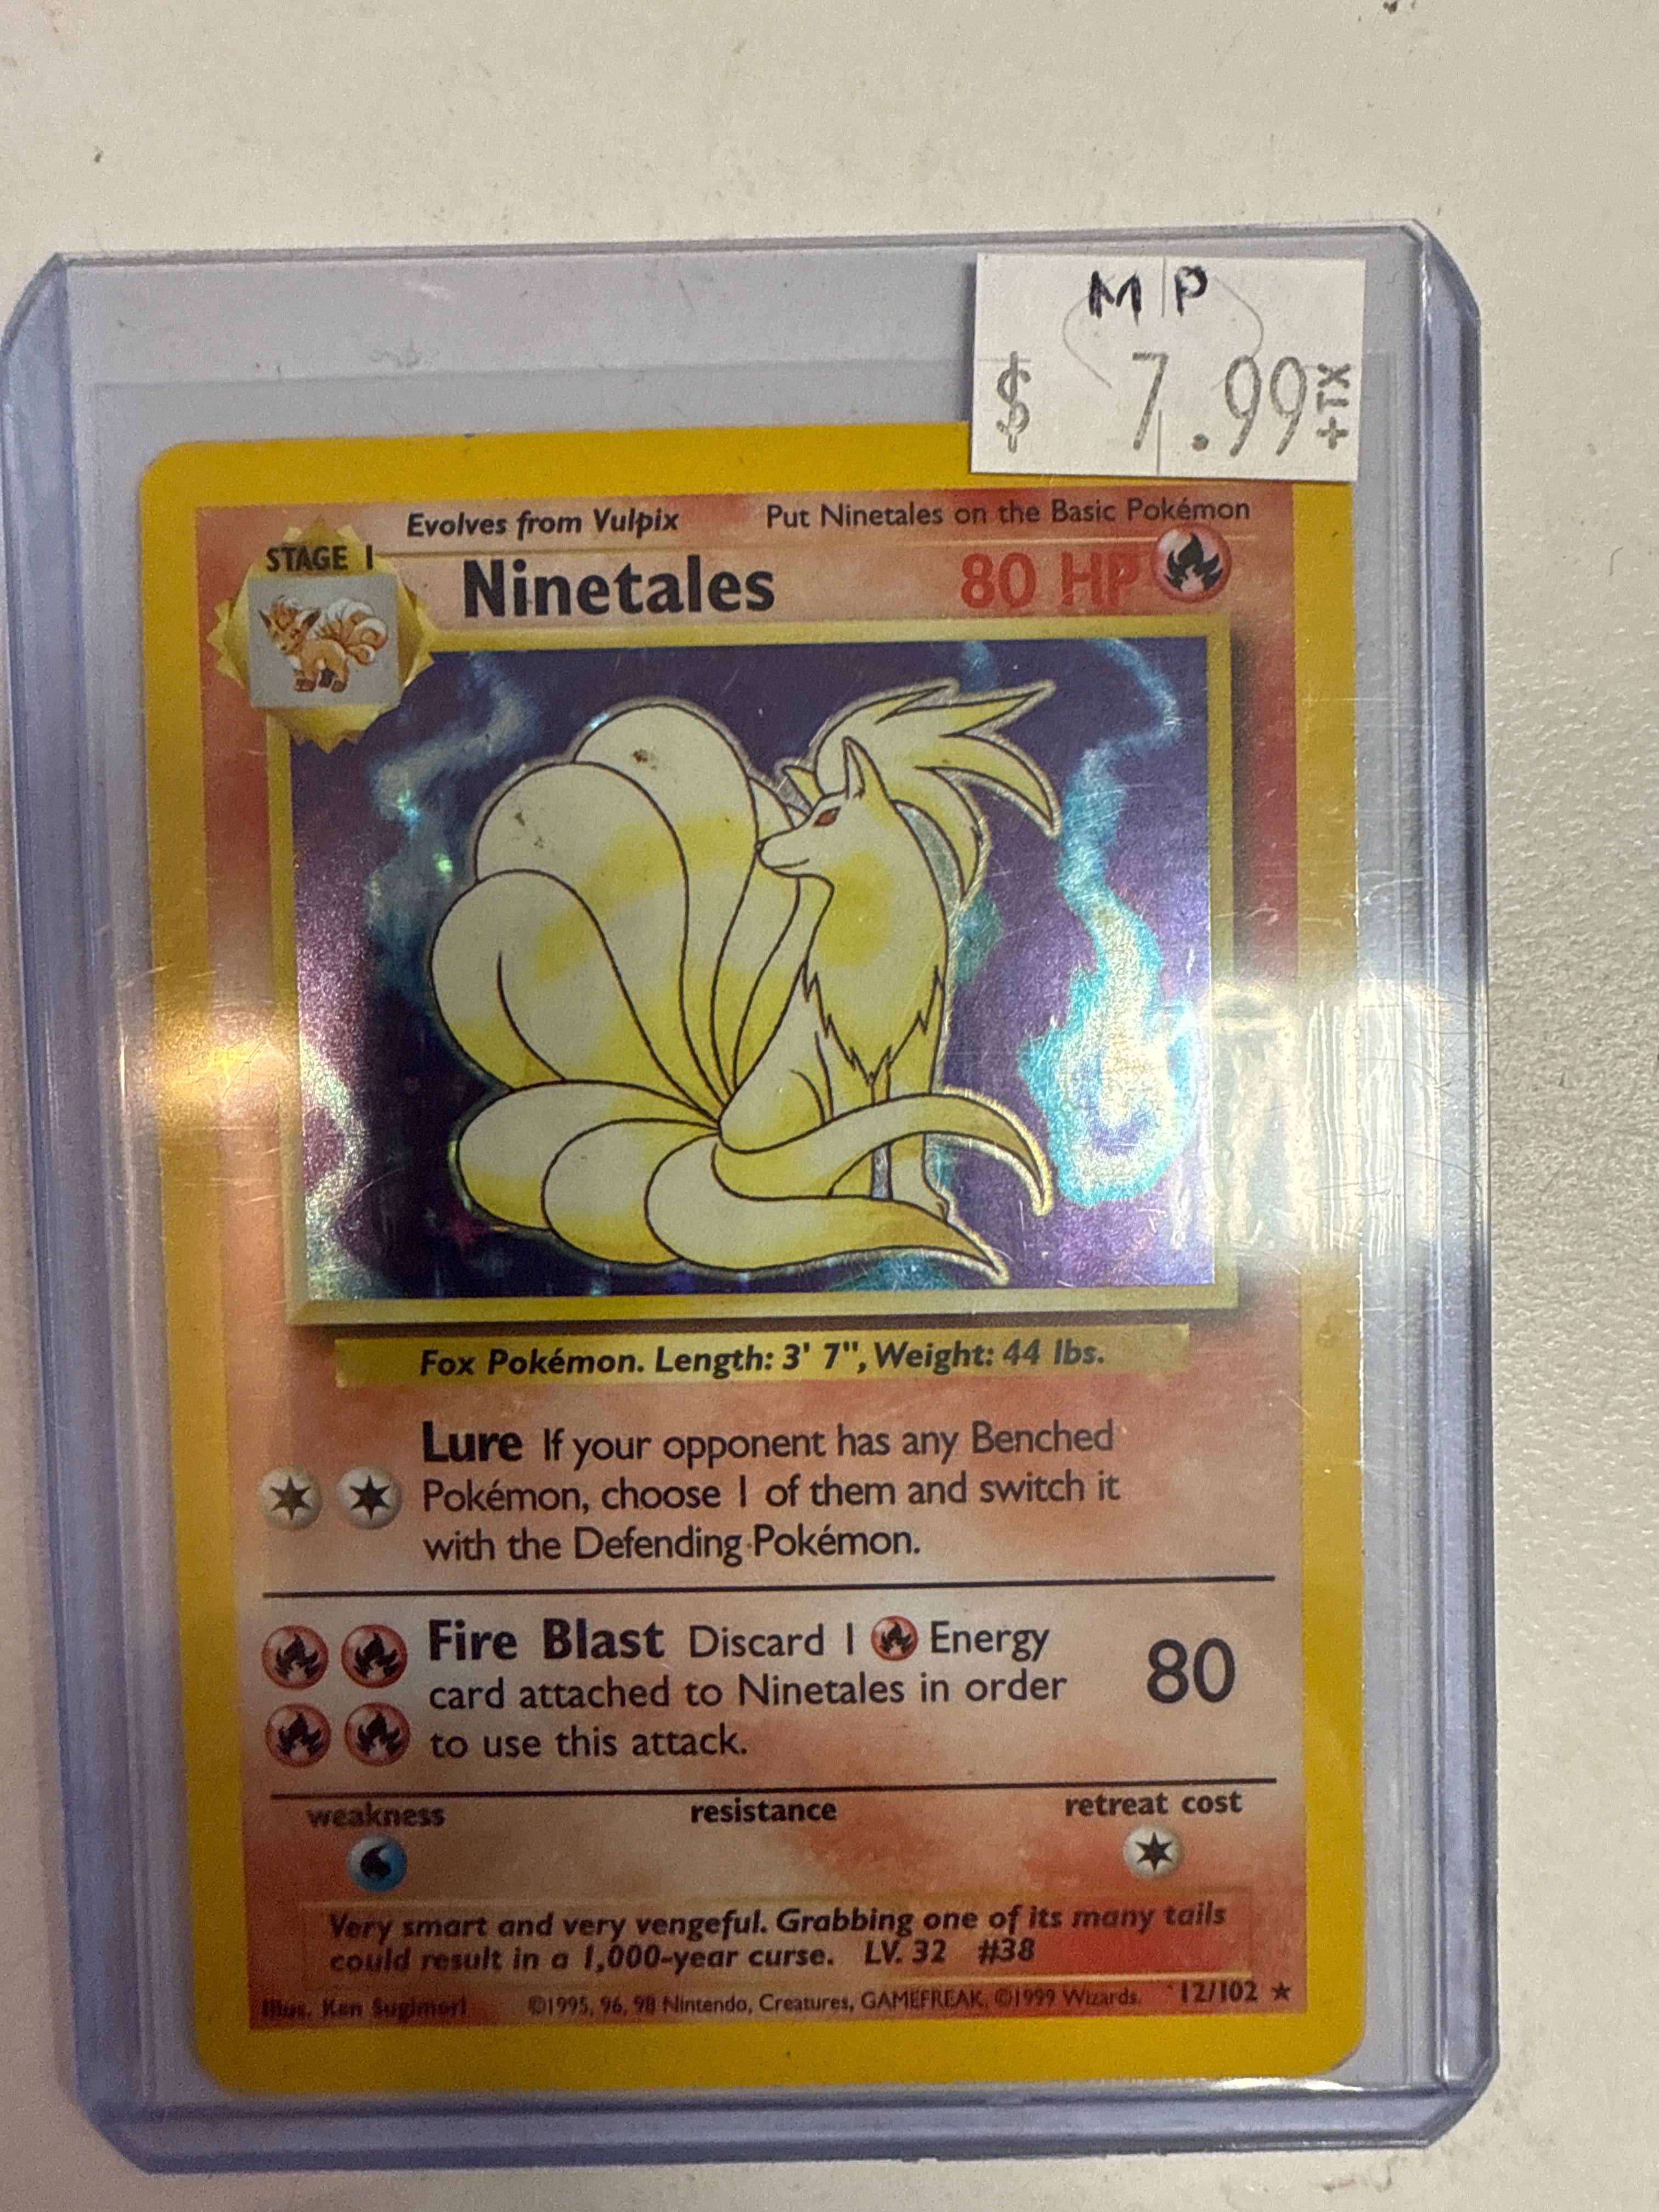 MP
$ 7.99 +TX
Evolves from Vulpix Put Ninetales on the Basic Pokémon
STAGE 1
Ninetales 80 HP
Fox Pokémon. Length: 3' 7", Weight: 44 lbs.
Lure If your opponent has any Benched
Pokémon, choose 1 of them and switch it
with the Defending Pokémon.
Fire Blast Discard 1 Energy
card attached to Ninetales in order
to use this attack.
80
weakness resistance retreat cost
Very smart and very vengeful. Grabbing one of its many tails
could result in a 1,000-year curse. LV. 32 #38
Illus. Ken Sugimori ©1995, 96, 98 Nintendo, Creatures, GAMEFREAK. ©1999 Wizards. 12/102 ★